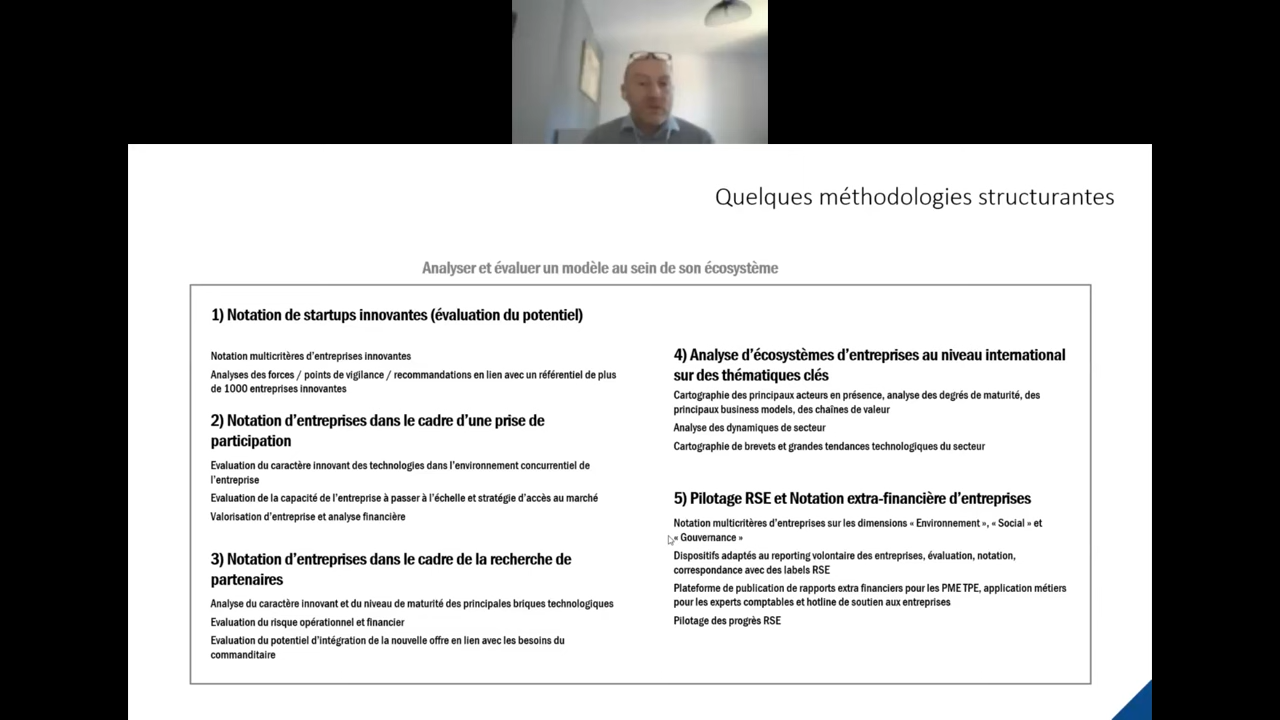 Quelques méthodologies structurantes
Analyser et évaluer un modèle au sein de son écosystème
1) Notation de startups innovantes (évaluation du potentiel)
Notation multicritères d'entreprises innovantes
Analyses des forces / points de vigilance / recommandations en lien avec un référentiel de plus
de 1000 entreprises innovantes
2) Notation d'entreprises dans le cadre d'une prise de
participation
Evaluation du caractère innovant des technologies dans l'environnement concurrentiel de
l'entreprise
Evaluation de la capacité de l'entreprise à passer à l'échelle et stratégie d'accès au marché
Valorisation d'entreprise et analyse financière
3) Notation d'entreprises dans le cadre de la recherche de
partenaires
Analyse du caractère innovant et du niveau de maturité des principales briques technologiques
Evaluation du risque opérationnel et financier
Evaluation du potentiel d'intégration de la nouvelle offre en lien avec les besoins du
commanditaire
4) Analyse d'écosystèmes d'entreprises au niveau international
sur des thématiques clés
Cartographie des principaux acteurs en présence, analyse des degrés de maturité, des
principaux business models, des chaînes de valeur
Analyse des dynamiques de secteur
Cartographie de brevets et grandes tendances technologiques du secteur
5) Pilotage RSE et Notation extra-financière d'entreprises
Notation multicritères d'entreprises sur les dimensions « Environnement », « Social » et
« Gouvernance »
Dispositifs adaptés au reporting volontaire des entreprises, évaluation, notation,
correspondance avec des labels RSE
Plateforme de publication de rapports extra financiers pour les PME TPE, application métiers
pour les experts comptables et hotline de soutien aux entreprises
Pilotage des progrès RSE